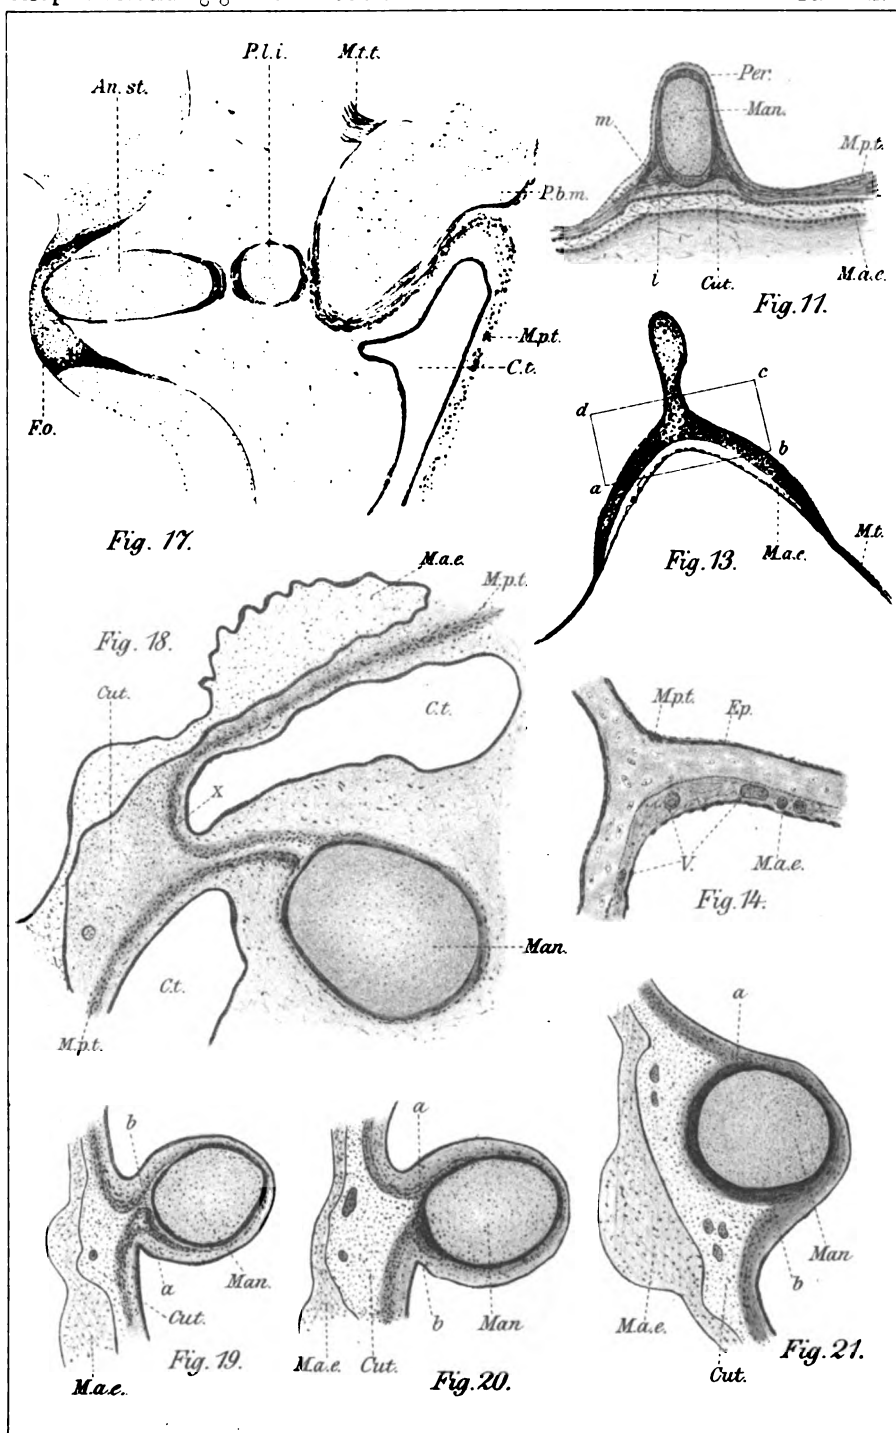 P.l.i.
M.t.t.
An. st.
P.b.m.
M.p.t.
C.t.
F.o.
Fig. 17.
Per.
Man.
m
M.p.t.
l
Cut.
M.a.e.
Fig. 11.
c
d
b
a
M.a.e.
M.t.
Fig. 13.
M.a.e.
M.p.t.
Fig. 18.
Cut.
C.t.
x
Man.
C.t.
M.p.t.
M.p.t.
Ep.
V.
M.a.e.
Fig. 14.
b
a
Man.
Cut.
Fig. 19.
M.a.e.
a
b
Man
M.a.e.
Cut.
Fig. 20.
a
Man
b
M.a.e.
Fig. 21.
Cut.